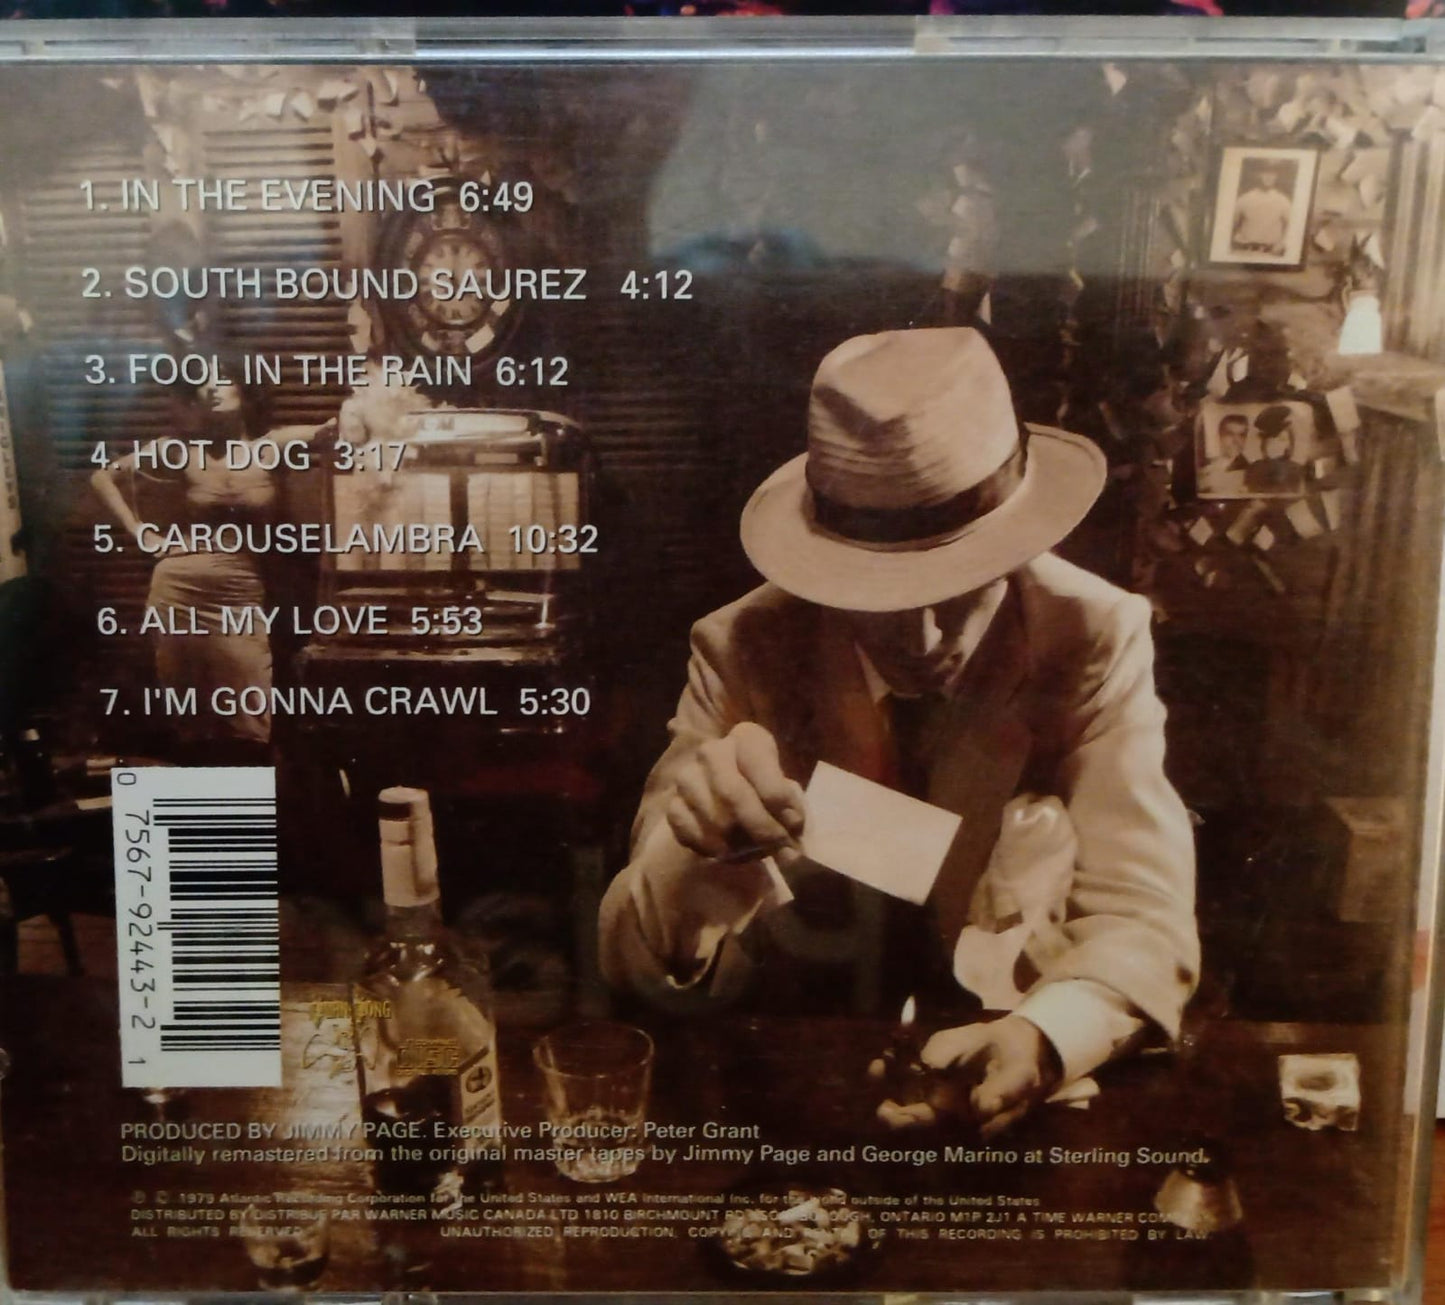 1. IN THE EVENING 6:49
2. SOUTH BOUND SAUREZ 4:12
3. FOOL IN THE RAIN 6:12
4. HOT DOG 3:17
5. CAROUSELAMBRA 10:32
6. ALL MY LOVE 5:53
7. I'M GONNA CRAWL 5:30
0 7567-92443-2 1
PRODUCED BY JIMMY PAGE. Executive Producer: Peter Grant
Digitally remastered from the original master tapes by Jimmy Page and George Marino at Sterling Sound.
℗ © 1979 Atlantic Recording Corporation for the United States and WEA International Inc. for the world outside of the United States
DISTRIBUTED BY/DISTRIBUE PAR WARNER MUSIC CANADA LTD 1810 BIRCHMOUNT RD SCARBOROUGH, ONTARIO M1P 2J1 A TIME WARNER
ALL RIGHTS RESERVED UNAUTHORIZED REPRODUCTION, AND OF THIS RECORDING IS PROHIBITED BY LAW